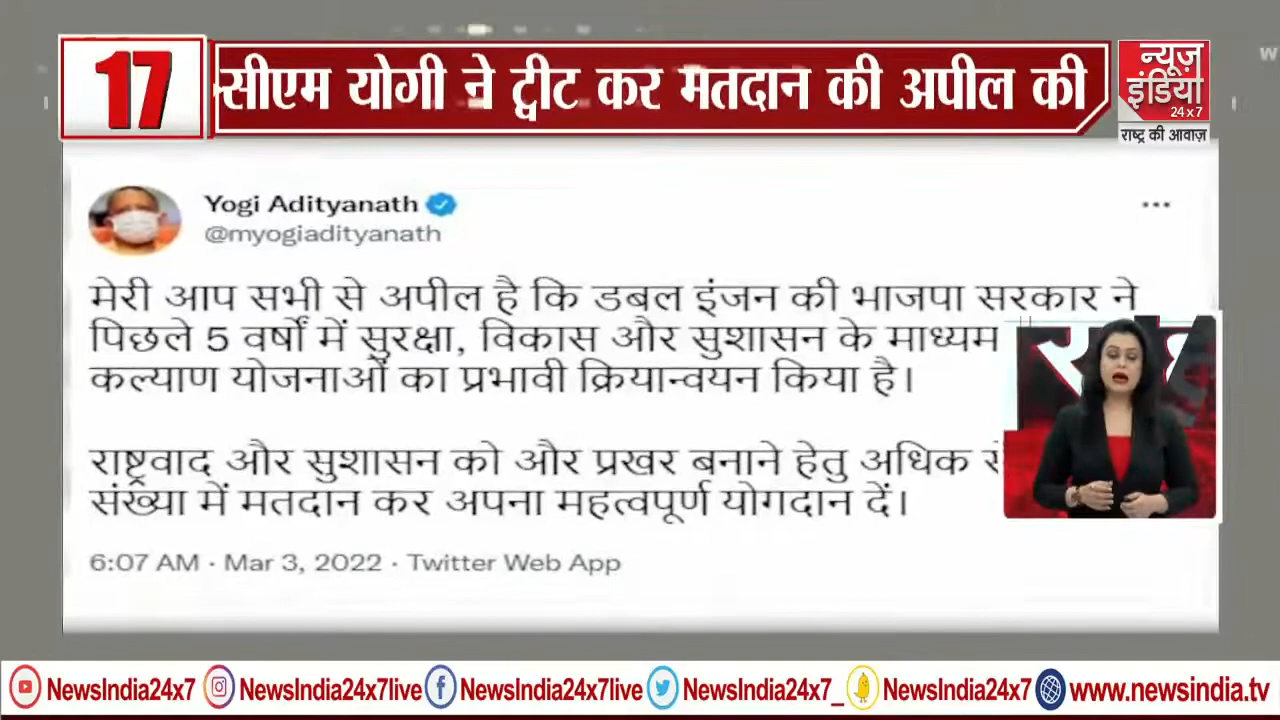 17
सीएम योगी ने ट्वीट कर मतदान की अपील की
न्यूज़
इंडिया
24x7
राष्ट्र की आवाज़
Yogi Adityanath
@myogiadityanath
मेरी आप सभी से अपील है कि डबल इंजन की भाजपा सरकार ने
पिछले 5 वर्षों में सुरक्षा, विकास और सुशासन के माध्यम
कल्याण योजनाओं का प्रभावी क्रियान्वयन किया है।
राष्ट्रवाद और सुशासन को और प्रखर बनाने हेतु अधिक
संख्या में मतदान कर अपना महत्वपूर्ण योगदान दें।
6:07 AM · Mar 3, 2022 · Twitter Web App
NewsIndia24x7 NewsIndia24x7live NewsIndia24x7live NewsIndia24x7_ NewsIndia24x7 www.newsindia.tv